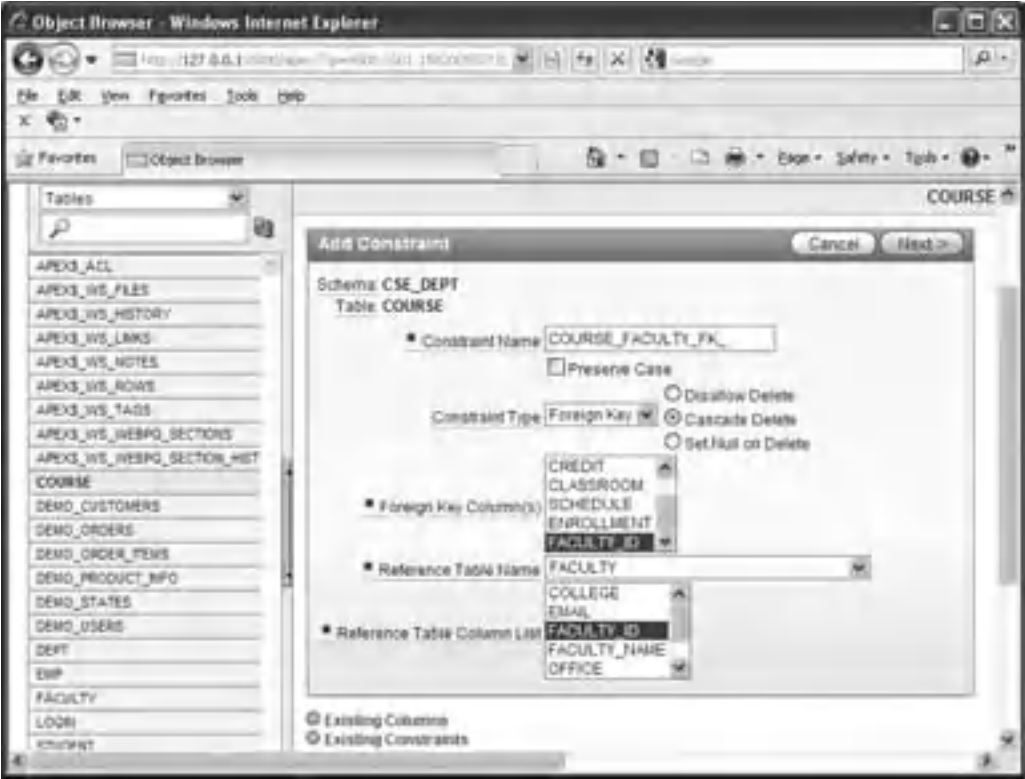 Object Browser - Windows Internet Explorer
127.0.0.1
File Edit View Favorites Tools Help
Favorites Object Browser Page Safety Tools
Tables
COURSE
Add Constraint Cancel Next >
APEX$_ACL
APEX$_WS_FILES
APEX$_WS_HISTORY
APEX$_WS_LINKS
APEX$_WS_NOTES
APEX$_WS_ROWS
APEX$_WS_TAGS
APEX$_WS_WEBPG_SECTIONS
APEX$_WS_WEBPG_SECTION_HIST
COURSE
DEMO_CUSTOMERS
DEMO_ORDERS
DEMO_ORDER_ITEMS
DEMO_PRODUCT_INFO
DEMO_STATES
DEMO_USERS
DEPT
EMP
FACULTY
LOGIN
STUDENT
Schema CSE_DEPT
Table COURSE
* Constraint Name COURSE_FACULTY_FK_
Preserve Case
Disallow Delete
Constraint Type Foreign Key Cascade Delete
Set Null on Delete
* Foreign Key Column(s)
CREDIT
CLASSROOM
SCHEDULE
ENROLLMENT
FACULTY_ID
* Reference Table Name FACULTY
* Reference Table Column List
COLLEGE
EMAIL
FACULTY_ID
FACULTY_NAME
OFFICE
Existing Columns
Existing Constraints